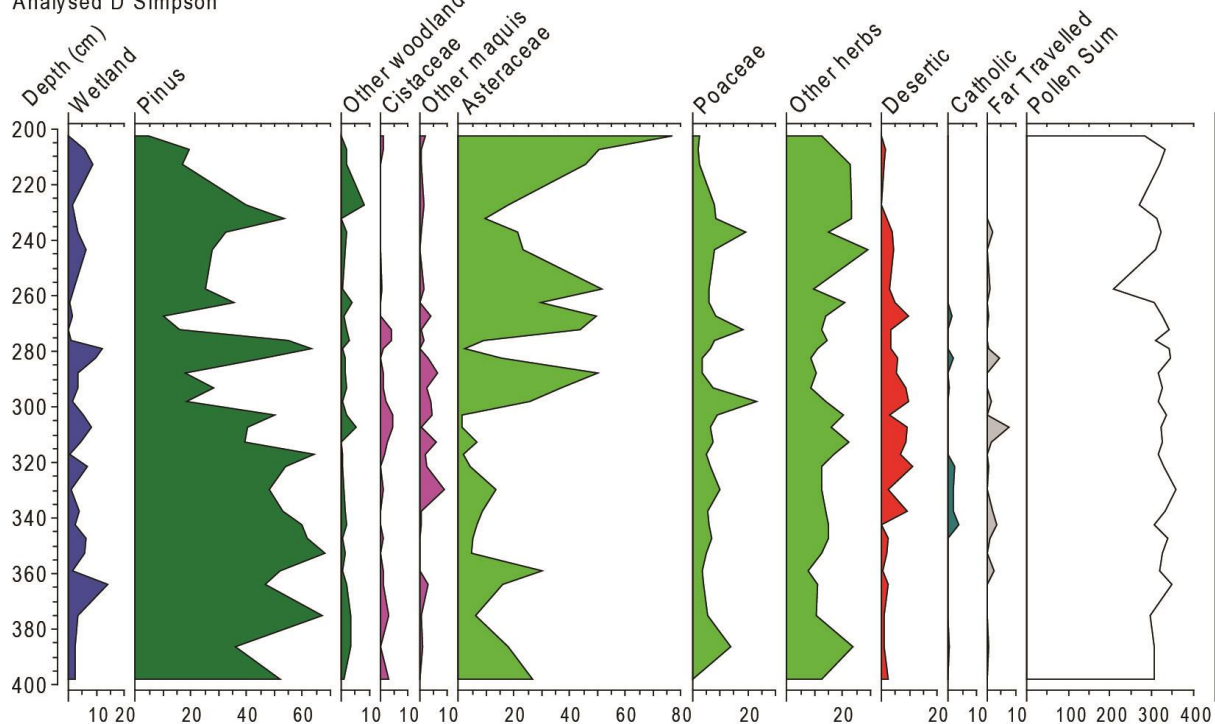 Analysed D Simpson
Depth (cm)
Wetland
Pinus
Other woodland
Cistaceae
Other maquis
Asteraceae
Poaceae
Other herbs
Desertic
Catholic
Far Travelled
Pollen Sum
200
220
240
260
280
300
320
340
360
380
400
10 20 20 40 60 10 10 10 20 40 60 80 20 20 20 10 10 100 200 300 400